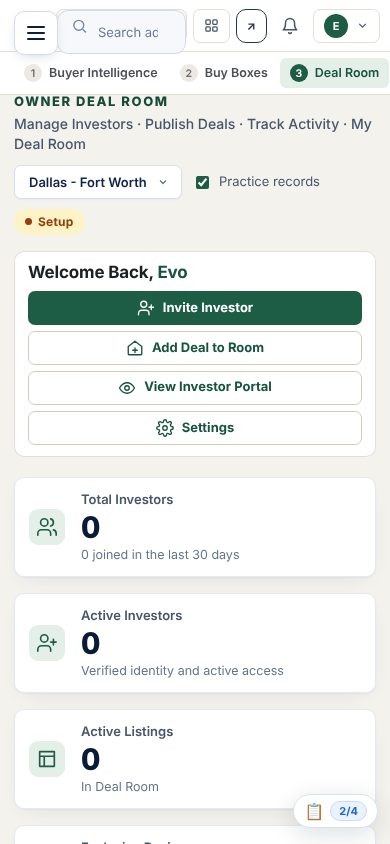 Search ad
E
1 Buyer Intelligence 2 Buy Boxes 3 Deal Room
OWNER DEAL ROOM
Manage Investors · Publish Deals · Track Activity · My
Deal Room
Dallas - Fort Worth Practice records
Setup
Welcome Back, Evo
Invite Investor
Add Deal to Room
View Investor Portal
Settings
Total Investors
0
0 joined in the last 30 days
Active Investors
0
Verified identity and active access
Active Listings
0
In Deal Room
2/4